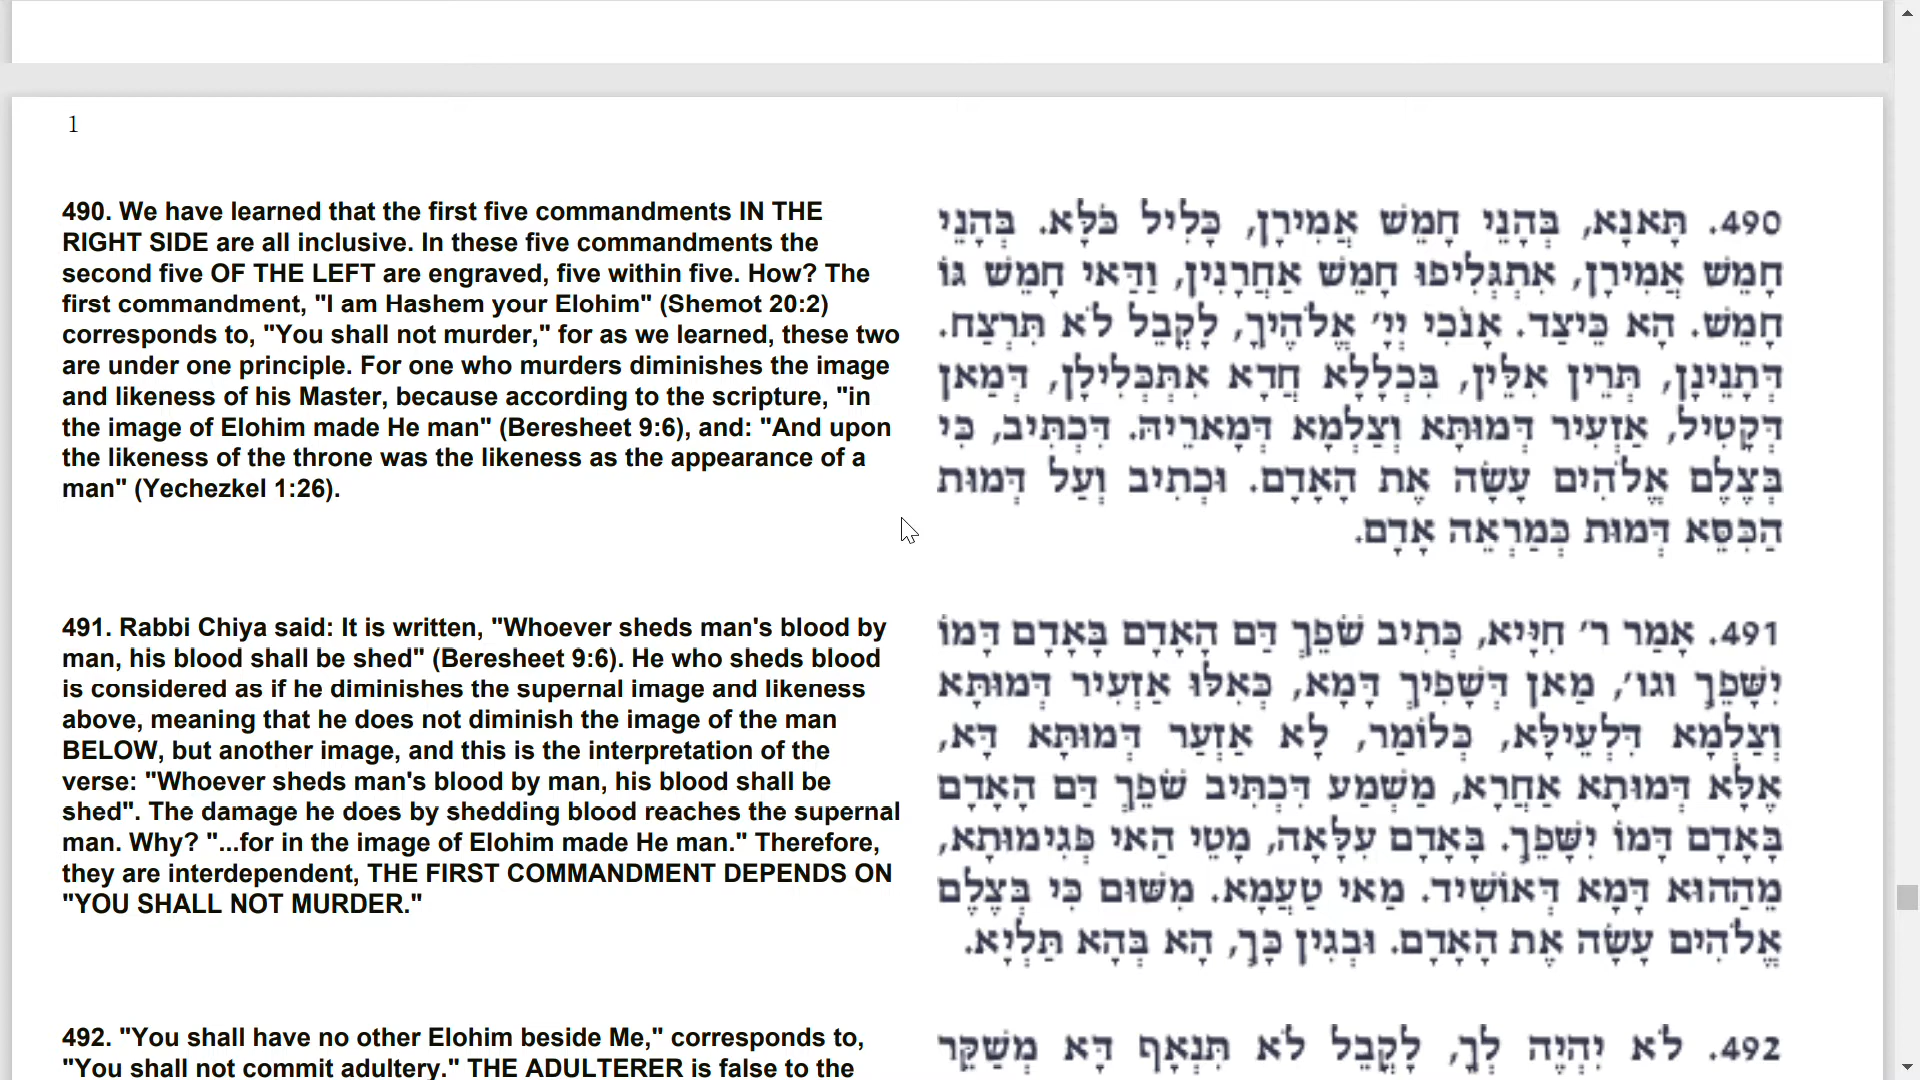 1
490. We have learned that the first five commandments IN THE
RIGHT SIDE are all inclusive. In these five commandments the
second five OF THE LEFT are engraved, five within five. How? The
first commandment, "I am Hashem your Elohim" (Shemot 20:2)
corresponds to, "You shall not murder," for as we learned, these two
are under one principle. For one who murders diminishes the image
and likeness of his Master, because according to the scripture, "in
the image of Elohim made He man" (Beresheet 9:6), and: "And upon
the likeness of the throne was the likeness as the appearance of a
man" (Yechezkel 1:26).
490. תָּאנָא, בְּהָנֵי חָמֵשׁ אֲמִירָן, כָּלִיל כֹּלָּא. בְּהָנֵי
חָמֵשׁ אֲמִירָן, אִתְגְּלִיפוּ חָמֵשׁ אַחֲרָנִין, וַדַּאי חָמֵשׁ גּוֹ
חָמֵשׁ. הָא כֵּיצַד. אָנֹכִי יְיָ׳ אֱלֹהֶיךָ, לָקֳבֵל לֹא תִּרְצַח.
דְּתָנֵינָן, תְּרֵין אִלֵּין, בִּכְלָלָא חֲדָא אִתְכְּלִילָן, דְּמַאן
דְּקָטִיל, אַזְעִיר דְּמוּתָא וְצַלְמָא דְּמָארֵיהּ. דִּכְתִּיב, כִּי
בְּצֶלֶם אֱלֹהִים עָשָׂה אֶת הָאָדָם. וּכְתִיב וְעַל דְּמוּת
הַכִּסֵּא דְּמוּת כְּמַרְאֵה אָדָם.
491. Rabbi Chiya said: It is written, "Whoever sheds man's blood by
man, his blood shall be shed" (Beresheet 9:6). He who sheds blood
is considered as if he diminishes the supernal image and likeness
above, meaning that he does not diminish the image of the man
BELOW, but another image, and this is the interpretation of the
verse: "Whoever sheds man's blood by man, his blood shall be
shed". The damage he does by shedding blood reaches the supernal
man. Why? "...for in the image of Elohim made He man." Therefore,
they are interdependent, THE FIRST COMMANDMENT DEPENDS ON
"YOU SHALL NOT MURDER."
491. אָמַר ר׳ חִיָּיא, כְּתִיב שֹׁפֵךְ דַּם הָאָדָם בָּאָדָם דָּמוֹ
יִשָּׁפֵךְ וגו׳, מַאן דְּשָׁפִיךְ דָּמָא, כְּאִלּוּ אַזְעִיר דְּמוּתָא
וְצַלְמָא דִּלְעֵילָּא, כְּלוֹמַר, לָא אַזְעַר דְּמוּתָא דָּא,
אֶלָּא דְּמוּתָא אַחֲרָא, מַשְׁמַע דִּכְתִּיב שֹׁפֵךְ דַּם הָאָדָם
בָּאָדָם דָּמוֹ יִשָּׁפֵךְ. בָּאָדָם עִלָּאָה, מָטֵי הַאי פְּגִימוּתָא,
מֵהַהוּא דָּמָא דְּאוֹשִׁיד. מַאי טַעֲמָא. מִשּׁוּם כִּי בְּצֶלֶם
אֱלֹהִים עָשָׂה אֶת הָאָדָם. וּבְגִין כָּךְ, הָא בְּהָא תַּלְיָא.
492. "You shall have no other Elohim beside Me," corresponds to,
"You shall not commit adultery." THE ADULTERER is false to the
492. לֹא יִהְיֶה לְךָ, לָקֳבֵל לֹא תִּנְאָף דָּא מְשַׁקֵּר